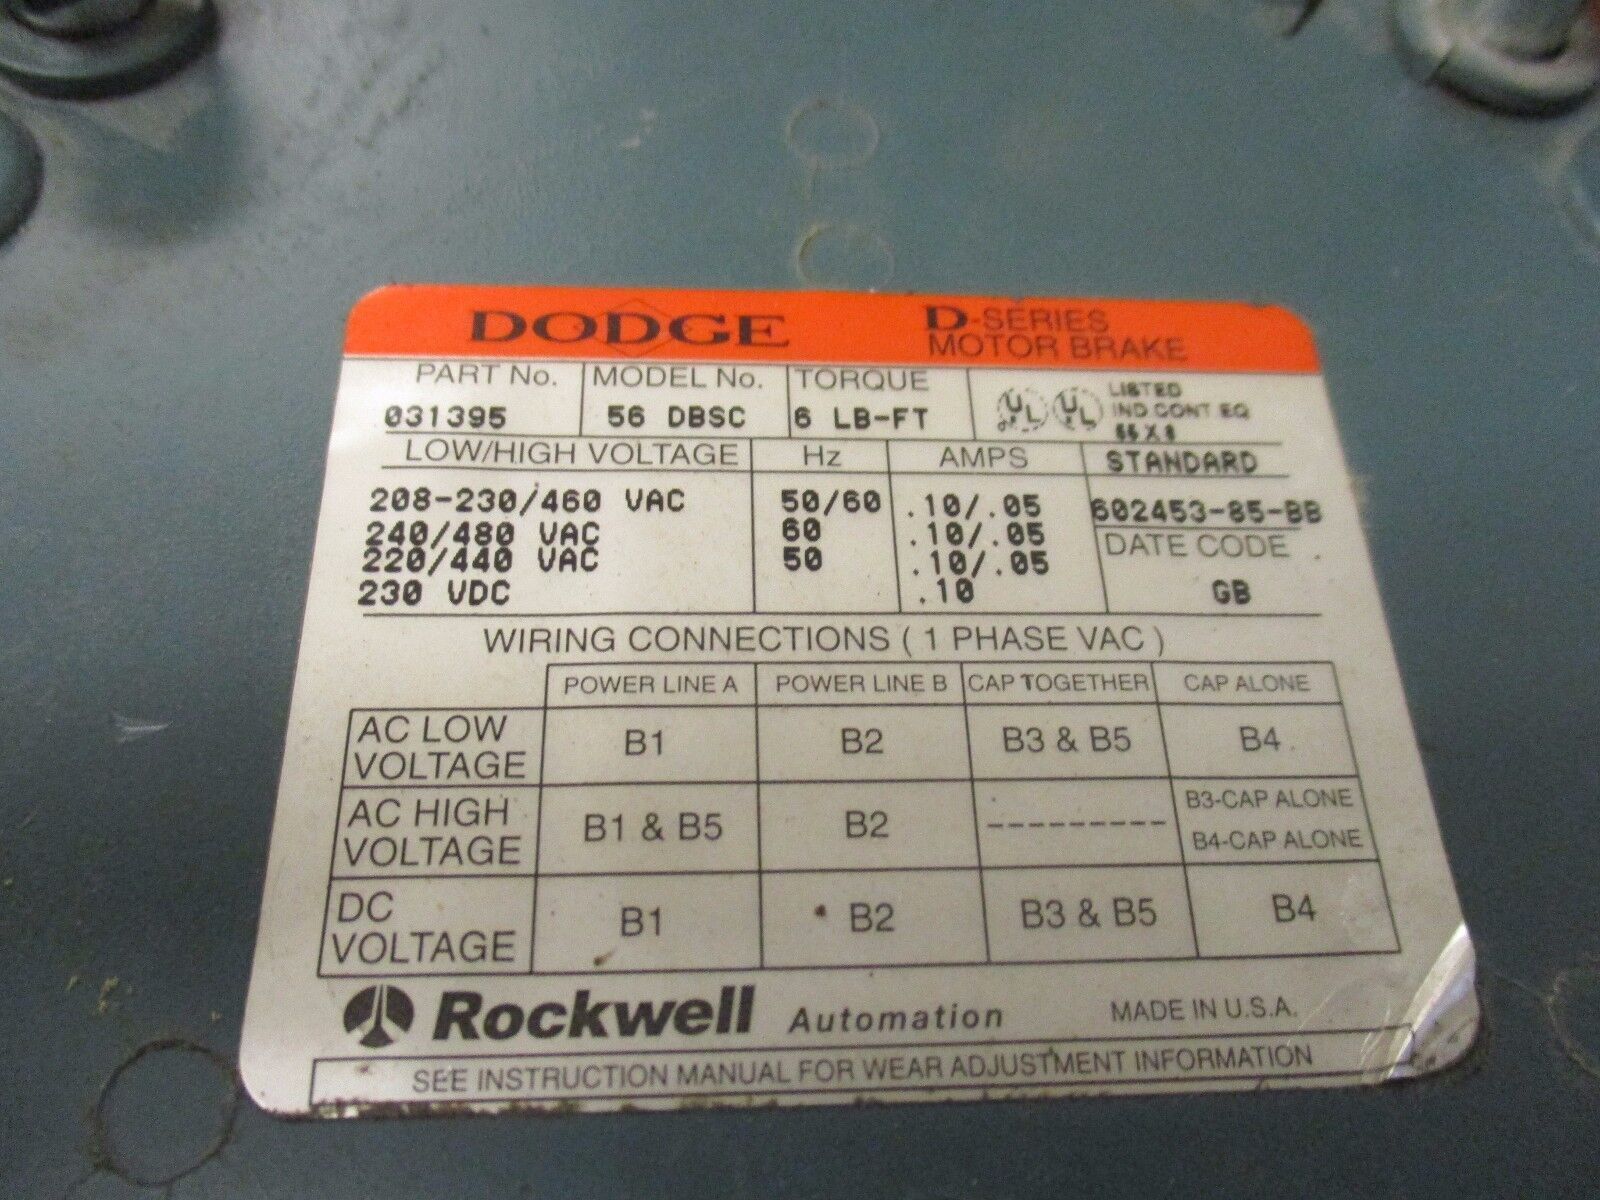 DODGE D-SERIES
MOTOR BRAKE
PART No. MODEL No. TORQUE
031395 56 DBSC 6 LB-FT
UL UL LISTED
IND CONT EQ
LOW/HIGH VOLTAGE Hz AMPS STANDARD
208-230/460 VAC 50/60 .10/.05 602453-85-BB
240/480 VAC 60 .10/.05
220/440 VAC 50 .10/.05 DATE CODE
230 VDC .10 GB
WIRING CONNECTIONS ( 1 PHASE VAC )
POWER LINE A POWER LINE B CAP TOGETHER CAP ALONE
AC LOW
VOLTAGE B1 B2 B3 & B5 B4
AC HIGH
VOLTAGE B1 & B5 B2 --------- B3-CAP ALONE
B4-CAP ALONE
DC
VOLTAGE B1 B2 B3 & B5 B4
Rockwell Automation MADE IN U.S.A.
SEE INSTRUCTION MANUAL FOR WEAR ADJUSTMENT INFORMATION